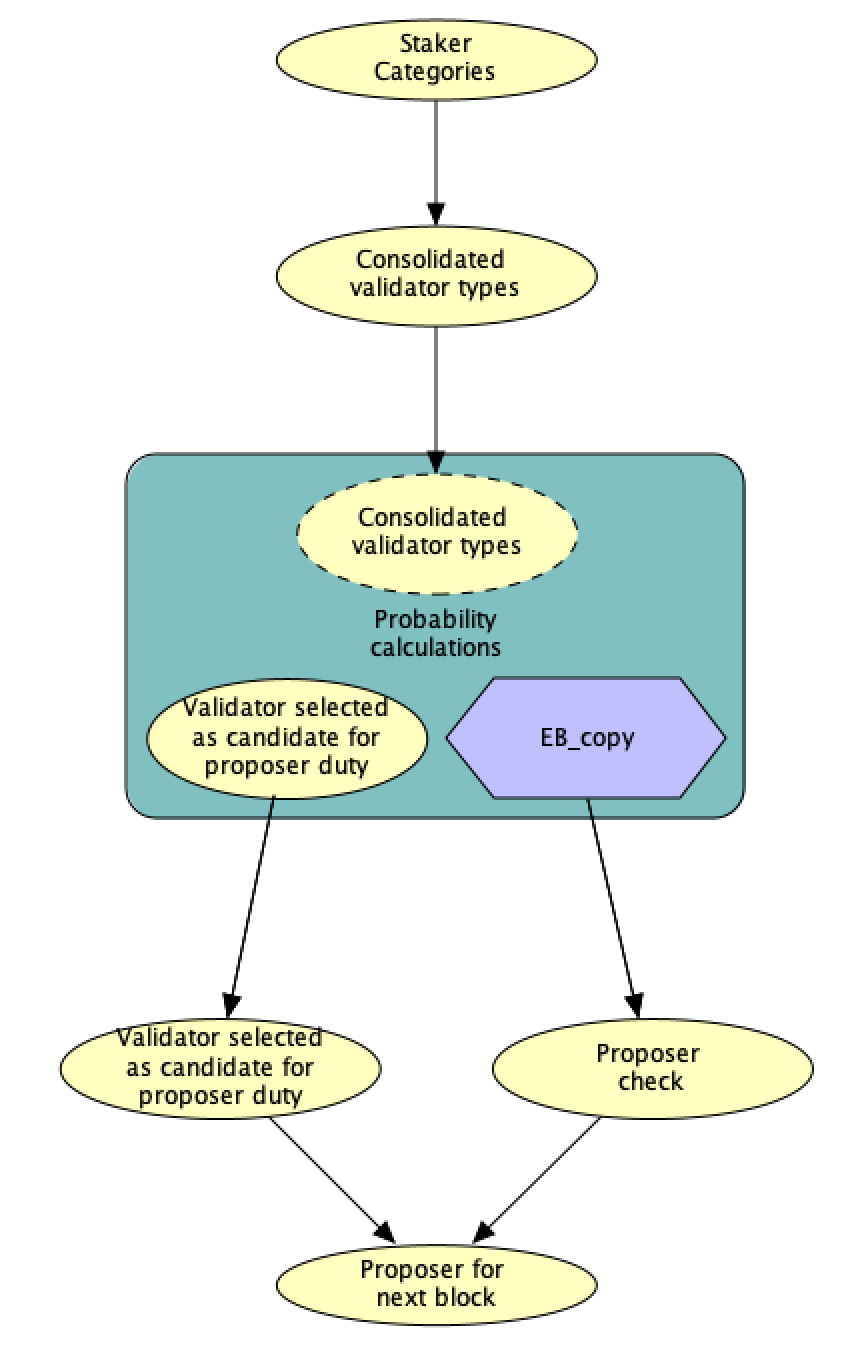 Staker
Categories
Consolidated
validator types
Consolidated
validator types
Probability
calculations
Validator selected
as candidate for
proposer duty
EB_copy
Validator selected
as candidate for
proposer duty
Proposer
check
Proposer for
next block